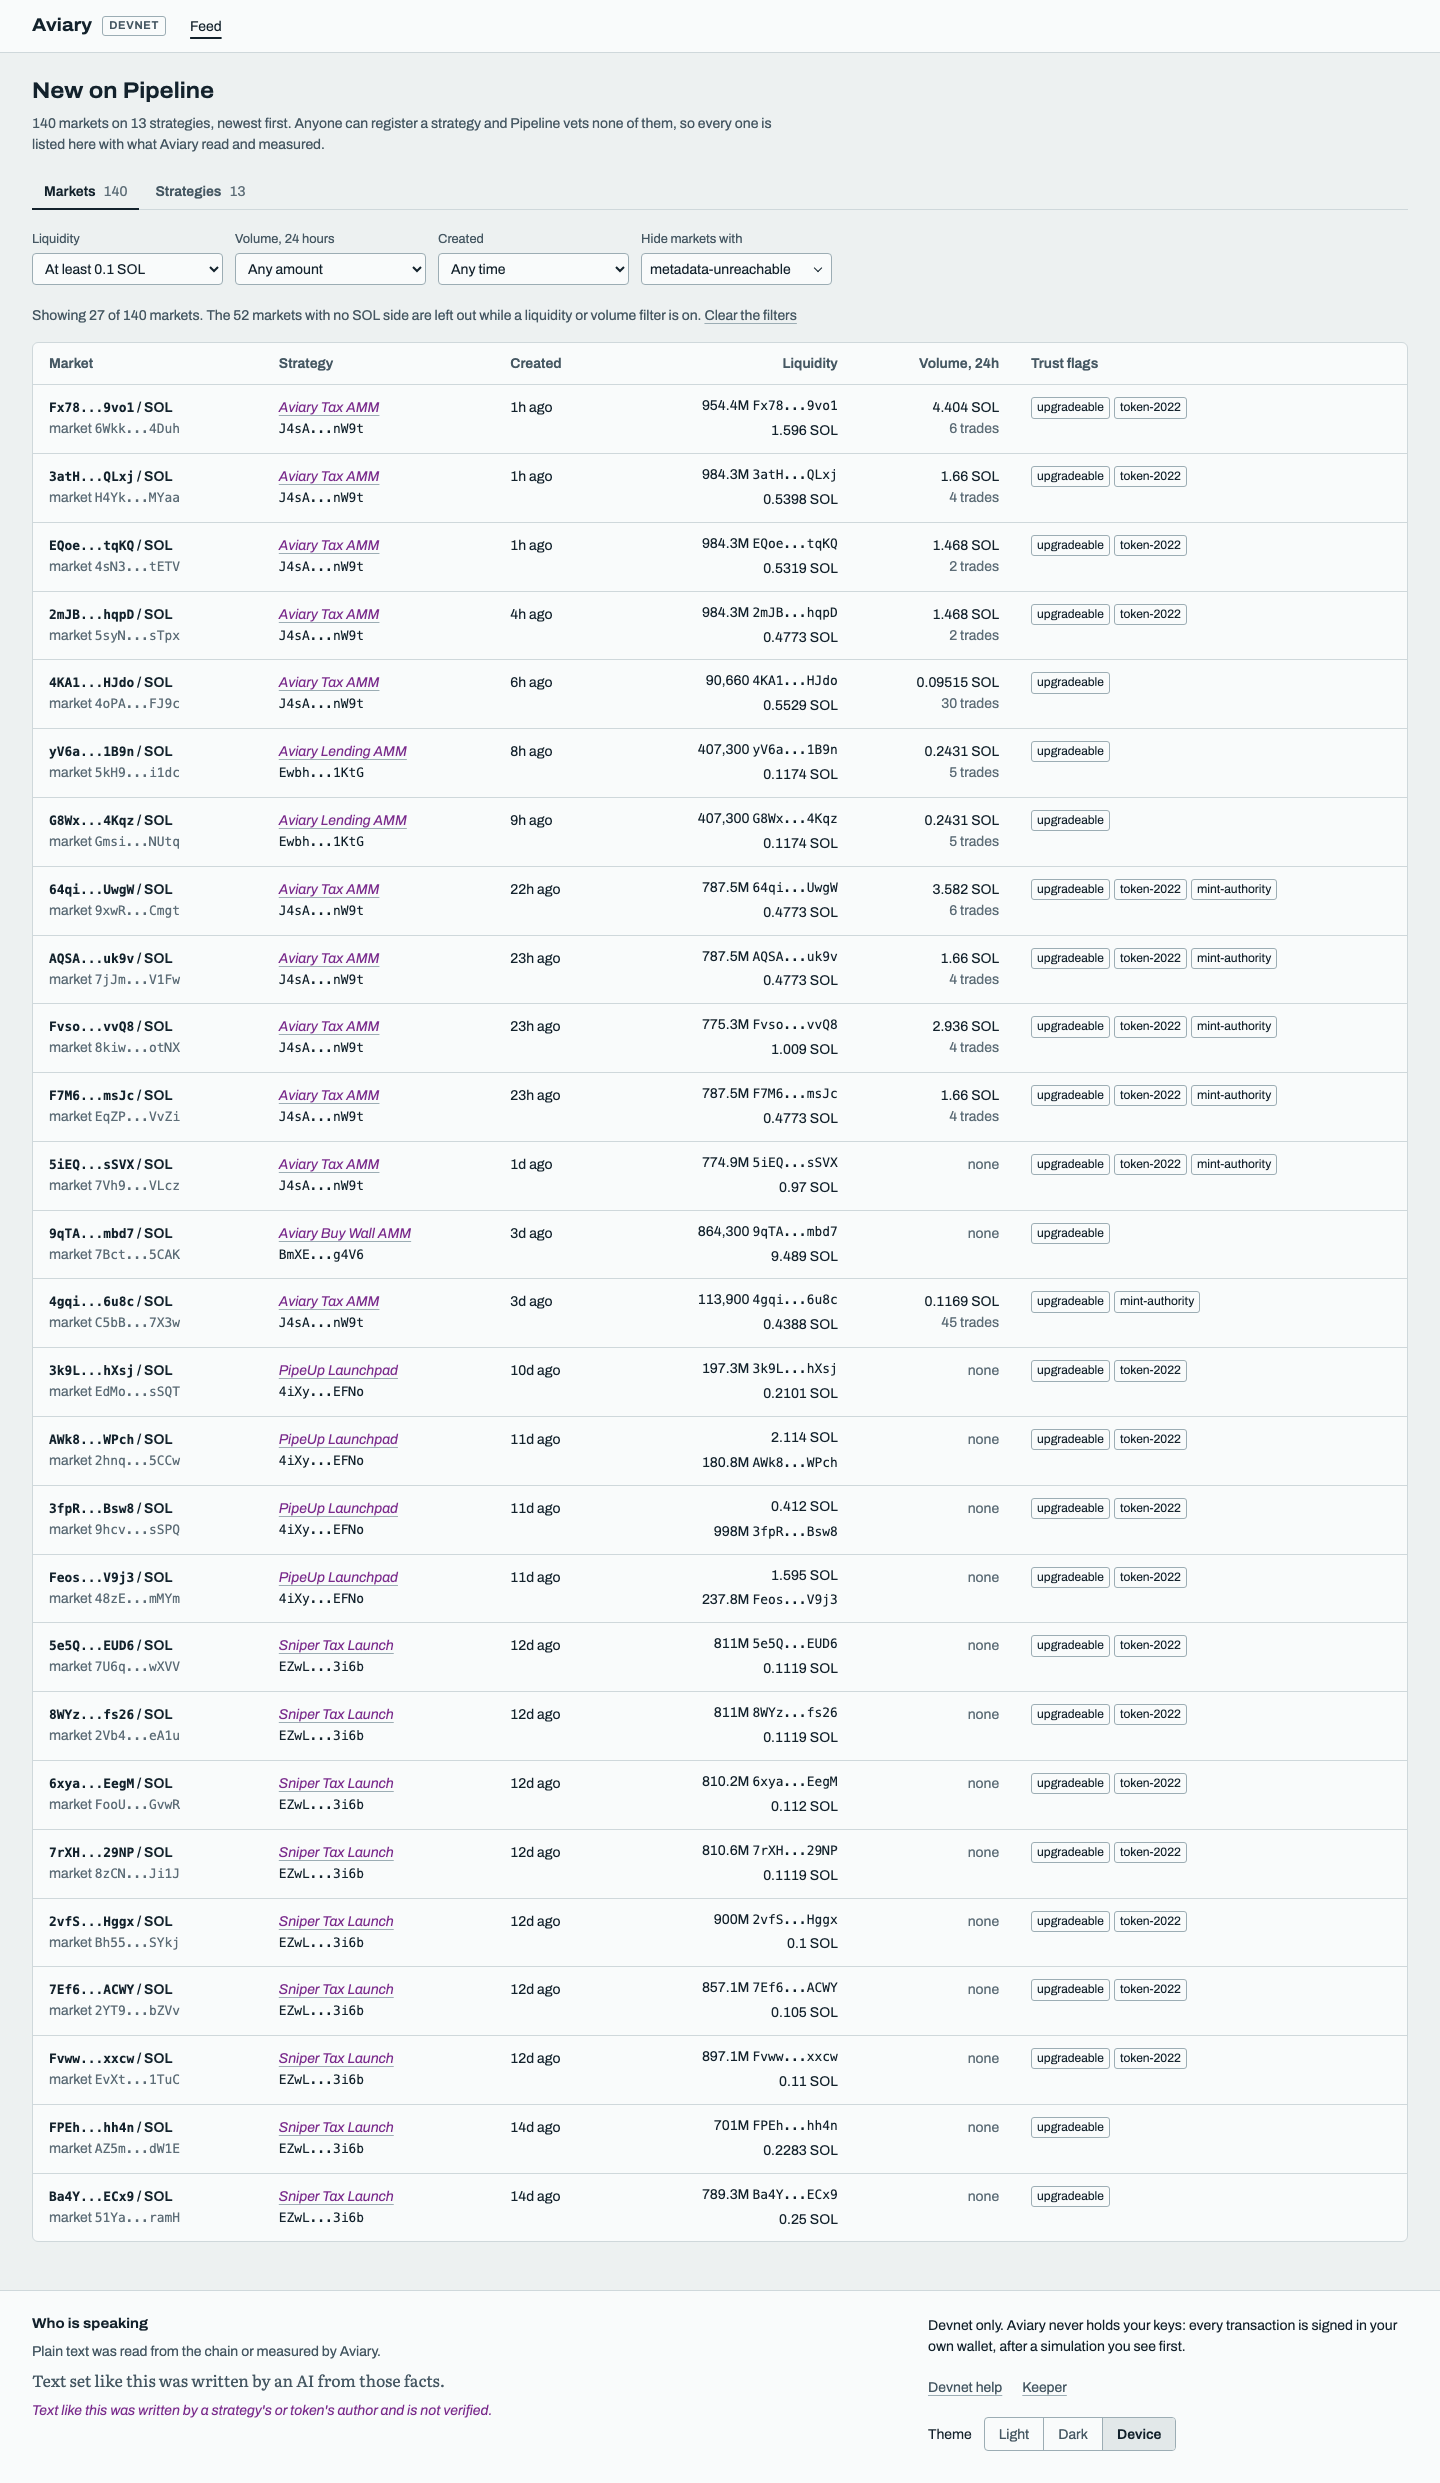 Aviary DEVNET Feed
New on Pipeline
140 markets on 13 strategies, newest first. Anyone can register a strategy and Pipeline vets none of them, so every one is
listed here with what Aviary read and measured.
Markets 140 Strategies 13
Liquidity Volume, 24 hours Created Hide markets with
At least 0.1 SOL Any amount Any time metadata-unreachable
Showing 27 of 140 markets. The 52 markets with no SOL side are left out while a liquidity or volume filter is on. Clear the filters
Market Strategy Created Liquidity Volume, 24h Trust flags
Fx78...9vo1 / SOL Aviary Tax AMM 1h ago 954.4M Fx78...9vo1 4.404 SOL upgradeable token-2022
market 6Wkk...4Duh J4sA...nW9t 1.596 SOL 6 trades
3atH...QLxj / SOL Aviary Tax AMM 1h ago 984.3M 3atH...QLxj 1.66 SOL upgradeable token-2022
market H4Yk...MYaa J4sA...nW9t 0.5398 SOL 4 trades
EQoe...tqKQ / SOL Aviary Tax AMM 1h ago 984.3M EQoe...tqKQ 1.468 SOL upgradeable token-2022
market 4sN3...tETV J4sA...nW9t 0.5319 SOL 2 trades
2mJB...hqpD / SOL Aviary Tax AMM 4h ago 984.3M 2mJB...hqpD 1.468 SOL upgradeable token-2022
market 5syN...sTpx J4sA...nW9t 0.4773 SOL 2 trades
4KA1...HJdo / SOL Aviary Tax AMM 6h ago 90,660 4KA1...HJdo 0.09515 SOL upgradeable
market 4oPA...FJ9c J4sA...nW9t 0.5529 SOL 30 trades
yV6a...1B9n / SOL Aviary Lending AMM 8h ago 407,300 yV6a...1B9n 0.2431 SOL upgradeable
market 5kH9...i1dc Ewbh...1KtG 0.1174 SOL 5 trades
G8Wx...4Kqz / SOL Aviary Lending AMM 9h ago 407,300 G8Wx...4Kqz 0.2431 SOL upgradeable
market Gmsi...NUtq Ewbh...1KtG 0.1174 SOL 5 trades
64qi...UwgW / SOL Aviary Tax AMM 22h ago 787.5M 64qi...UwgW 3.582 SOL upgradeable token-2022 mint-authority
market 9xwR...Cmgt J4sA...nW9t 0.4773 SOL 6 trades
AQSA...uk9v / SOL Aviary Tax AMM 23h ago 787.5M AQSA...uk9v 1.66 SOL upgradeable token-2022 mint-authority
market 7jJm...V1Fw J4sA...nW9t 0.4773 SOL 4 trades
Fvso...vvQ8 / SOL Aviary Tax AMM 23h ago 775.3M Fvso...vvQ8 2.936 SOL upgradeable token-2022 mint-authority
market 8kiw...otNX J4sA...nW9t 1.009 SOL 4 trades
F7M6...msJc / SOL Aviary Tax AMM 23h ago 787.5M F7M6...msJc 1.66 SOL upgradeable token-2022 mint-authority
market EqZP...VvZi J4sA...nW9t 0.4773 SOL 4 trades
5iEQ...sSVX / SOL Aviary Tax AMM 1d ago 774.9M 5iEQ...sSVX none upgradeable token-2022 mint-authority
market 7Vh9...VLcz J4sA...nW9t 0.97 SOL
9qTA...mbd7 / SOL Aviary Buy Wall AMM 3d ago 864,300 9qTA...mbd7 none upgradeable
market 7Bct...5CAK BmXE...g4V6 9.489 SOL
4gqi...6u8c / SOL Aviary Tax AMM 3d ago 113,900 4gqi...6u8c 0.1169 SOL upgradeable mint-authority
market C5bB...7X3w J4sA...nW9t 0.4388 SOL 45 trades
3k9L...hXsj / SOL PipeUp Launchpad 10d ago 197.3M 3k9L...hXsj none upgradeable token-2022
market EdMo...sSQT 4iXy...EFNo 0.2101 SOL
AWk8...WPch / SOL PipeUp Launchpad 11d ago 2.114 SOL none upgradeable token-2022
market 2hnq...5CCw 4iXy...EFNo 180.8M AWk8...WPch
3fpR...Bsw8 / SOL PipeUp Launchpad 11d ago 0.412 SOL none upgradeable token-2022
market 9hcv...sSPQ 4iXy...EFNo 998M 3fpR...Bsw8
Feos...V9j3 / SOL PipeUp Launchpad 11d ago 1.595 SOL none upgradeable token-2022
market 48zE...mMYm 4iXy...EFNo 237.8M Feos...V9j3
5e5Q...EUD6 / SOL Sniper Tax Launch 12d ago 811M 5e5Q...EUD6 none upgradeable token-2022
market 7U6q...wXVV EZwL...3i6b 0.1119 SOL
8WYz...fs26 / SOL Sniper Tax Launch 12d ago 811M 8WYz...fs26 none upgradeable token-2022
market 2Vb4...eA1u EZwL...3i6b 0.1119 SOL
6xya...EegM / SOL Sniper Tax Launch 12d ago 810.2M 6xya...EegM none upgradeable token-2022
market FooU...GvwR EZwL...3i6b 0.112 SOL
7rXH...29NP / SOL Sniper Tax Launch 12d ago 810.6M 7rXH...29NP none upgradeable token-2022
market 8zCN...Ji1J EZwL...3i6b 0.1119 SOL
2vfS...Hggx / SOL Sniper Tax Launch 12d ago 900M 2vfS...Hggx none upgradeable token-2022
market Bh55...SYkj EZwL...3i6b 0.1 SOL
7Ef6...ACWY / SOL Sniper Tax Launch 12d ago 857.1M 7Ef6...ACWY none upgradeable token-2022
market 2YT9...bZVv EZwL...3i6b 0.105 SOL
Fvww...xxcw / SOL Sniper Tax Launch 12d ago 897.1M Fvww...xxcw none upgradeable token-2022
market EvXt...1TuC EZwL...3i6b 0.11 SOL
FPEh...hh4n / SOL Sniper Tax Launch 14d ago 701M FPEh...hh4n none upgradeable
market AZ5m...dW1E EZwL...3i6b 0.2283 SOL
Ba4Y...ECx9 / SOL Sniper Tax Launch 14d ago 789.3M Ba4Y...ECx9 none upgradeable
market 51Ya...ramH EZwL...3i6b 0.25 SOL
Who is speaking
Plain text was read from the chain or measured by Aviary.
Text set like this was written by an AI from those facts.
Text like this was written by a strategy's or token's author and is not verified.
Devnet only. Aviary never holds your keys: every transaction is signed in your
own wallet, after a simulation you see first.
Devnet help Keeper
Theme Light Dark Device